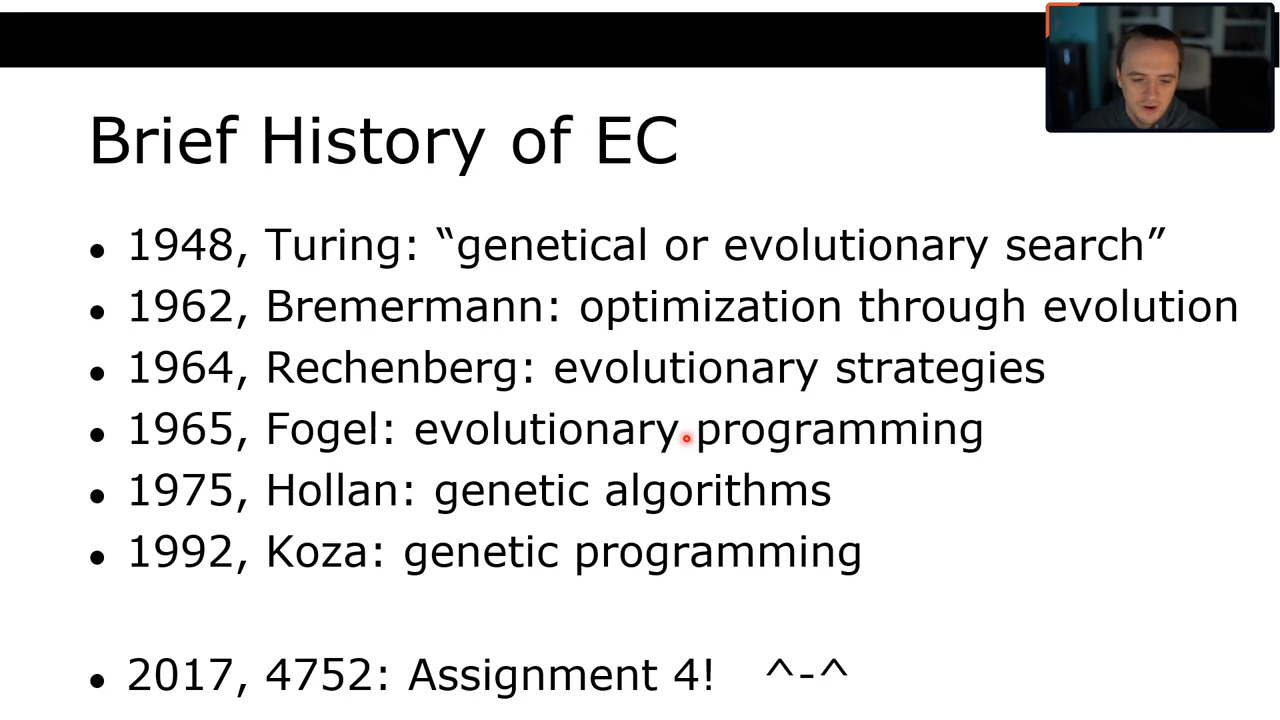 Brief History of EC
• 1948, Turing: “genetical or evolutionary search”
• 1962, Bremermann: optimization through evolution
• 1964, Rechenberg: evolutionary strategies
• 1965, Fogel: evolutionary programming
• 1975, Hollan: genetic algorithms
• 1992, Koza: genetic programming
• 2017, 4752: Assignment 4! ^-^